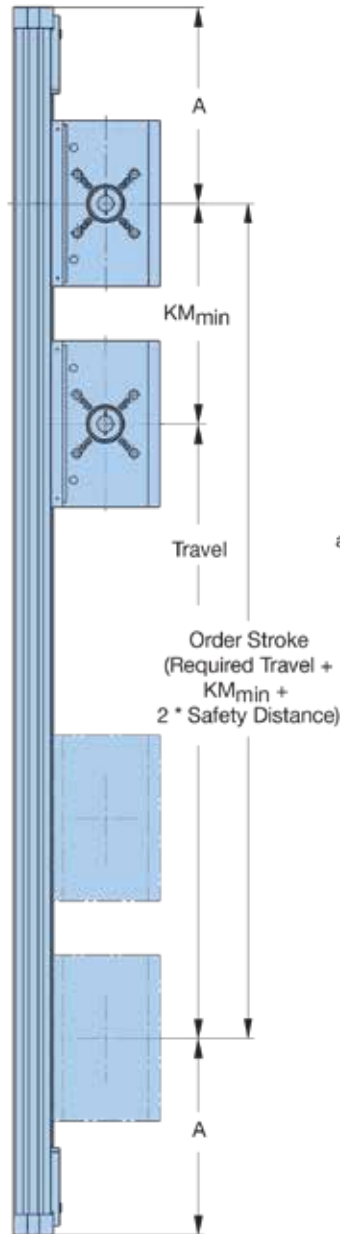 A
KMmin
Travel
a
Order Stroke
(Required Travel +
KMmin +
2 * Safety Distance)
A